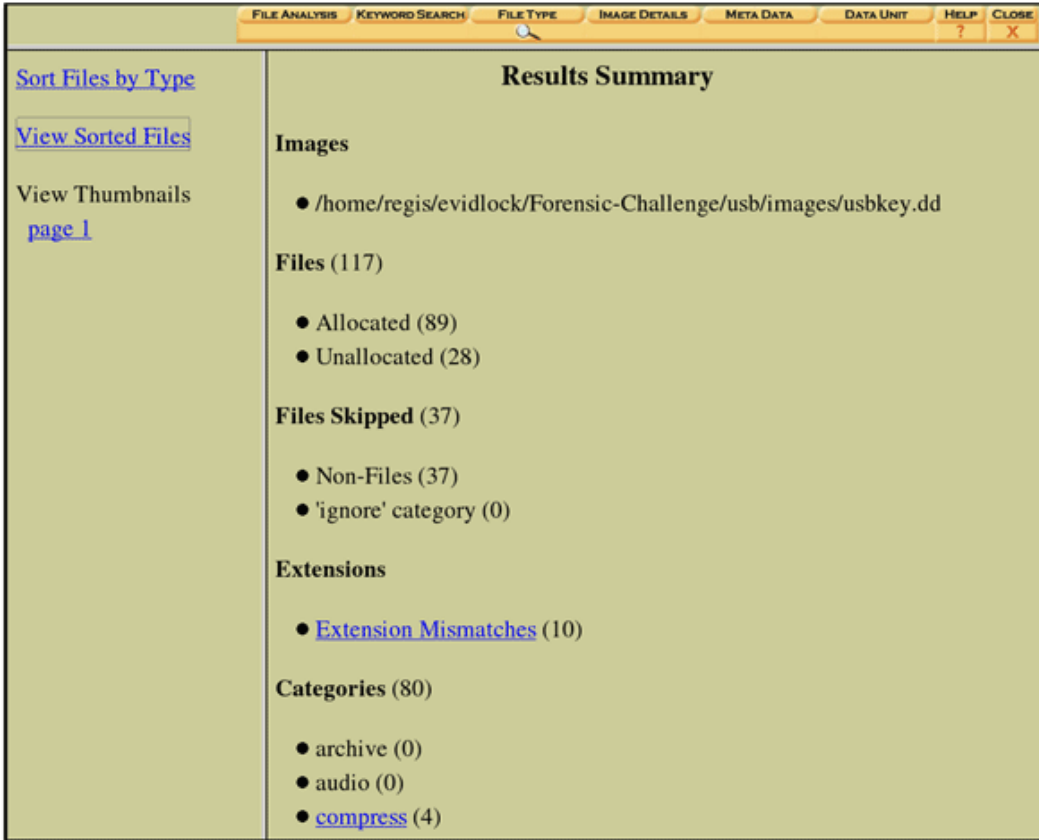 FILE ANALYSIS KEYWORD SEARCH FILE TYPE IMAGE DETAILS META DATA DATA UNIT HELP CLOSE
? X
Sort Files by Type
View Sorted Files
View Thumbnails
page 1
Results Summary
Images
• /home/regis/evidlock/Forensic-Challenge/usb/images/usbkey.dd
Files (117)
• Allocated (89)
• Unallocated (28)
Files Skipped (37)
• Non-Files (37)
• 'ignore' category (0)
Extensions
• Extension Mismatches (10)
Categories (80)
• archive (0)
• audio (0)
• compress (4)